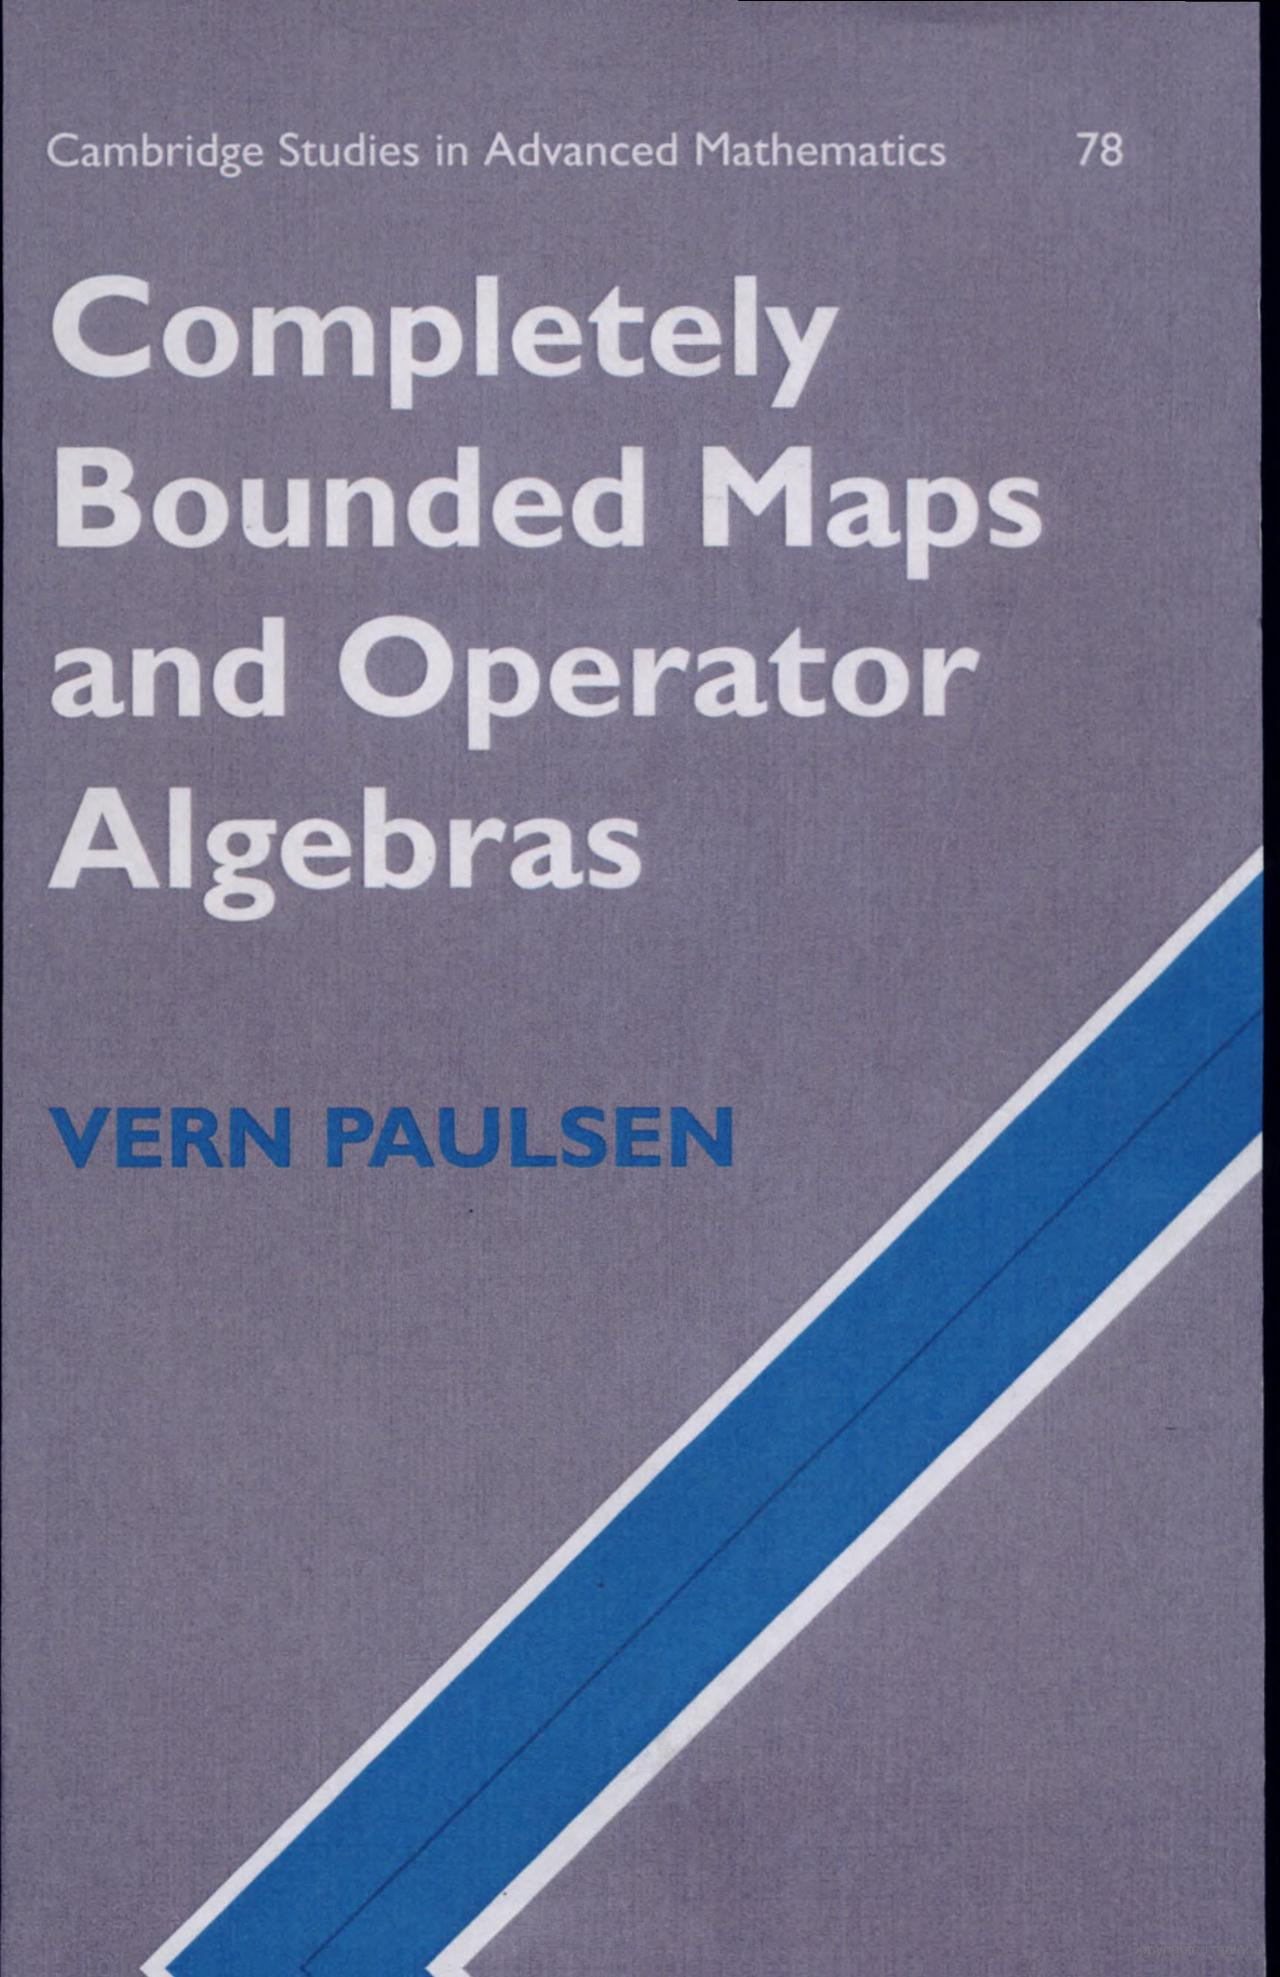 Cambridge Studies in Advanced Mathematics 78
Completely
Bounded Maps
and Operator
Algebras
VERN PAULSEN